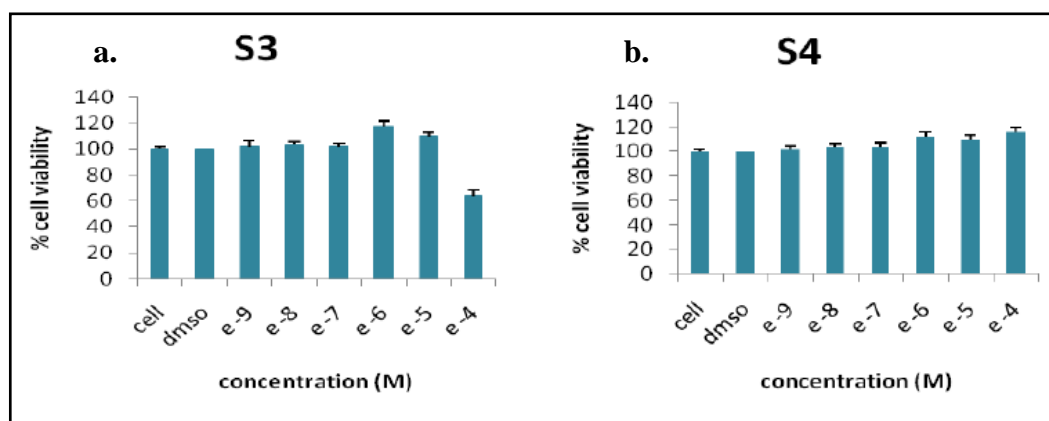 a. S3
140
120
100
80
60
40
20
0
% cell viability
cell
dmso
e -9
e -8
e -7
e -6
e -5
e -4
concentration (M)
b. S4
140
120
100
80
60
40
20
0
% cell viability
cell
dmso
e -9
e -8
e -7
e -6
e -5
e -4
concentration (M)